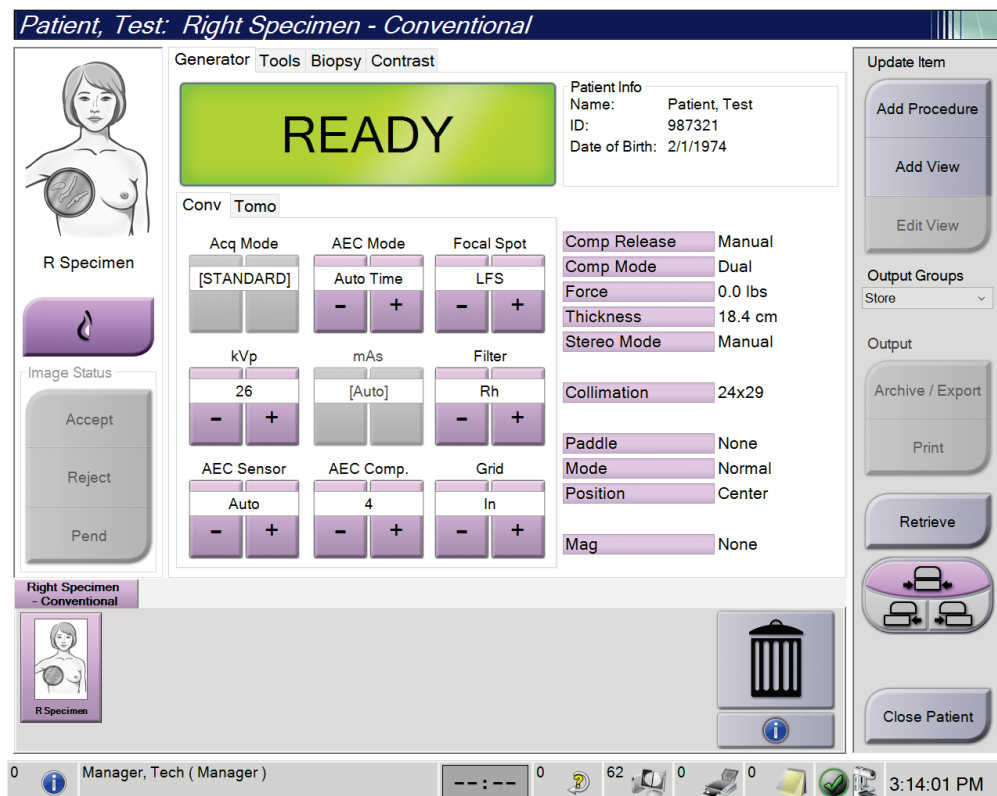 Patient, Test: Right Specimen - Conventional
Generator Tools Biopsy Contrast
READY
Patient Info
Name: Patient, Test
ID: 987321
Date of Birth: 2/1/1974
R Specimen
Image Status
Accept
Reject
Pend
Conv Tomo
Acq Mode AEC Mode Focal Spot
[STANDARD] Auto Time LFS
- + - +
kVp mAs Filter
26 [Auto] Rh
- + - +
AEC Sensor AEC Comp. Grid
Auto 4 In
- + - + - +
Comp Release Manual
Comp Mode Dual
Force 0.0 lbs
Thickness 18.4 cm
Stereo Mode Manual
Collimation 24x29
Paddle None
Mode Normal
Position Center
Mag None
Update Item
Add Procedure
Add View
Edit View
Output Groups
Store
Output
Archive / Export
Print
Retrieve
Close Patient
Right Specimen
- Conventional
R Specimen
0 Manager, Tech ( Manager ) --:-- 0 62 0 0 3:14:01 PM